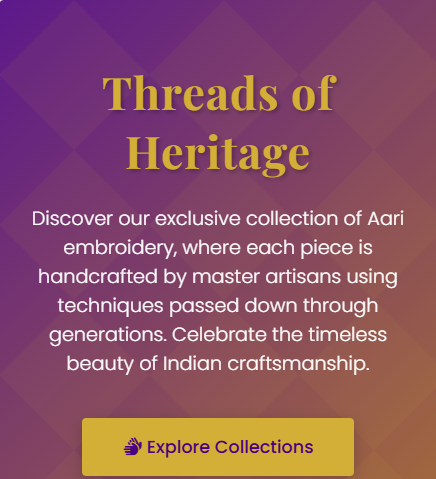 Threads of
Heritage
Discover our exclusive collection of Aari
embroidery, where each piece is
handcrafted by master artisans using
techniques passed down through
generations. Celebrate the timeless
beauty of Indian craftsmanship.
Explore Collections